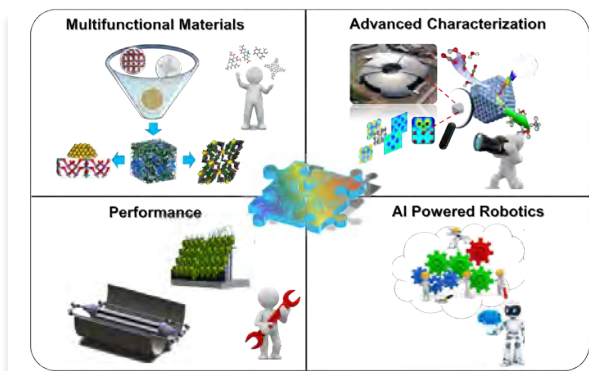 Multifunctional Materials
Advanced Characterization
Performance
AI Powered Robotics